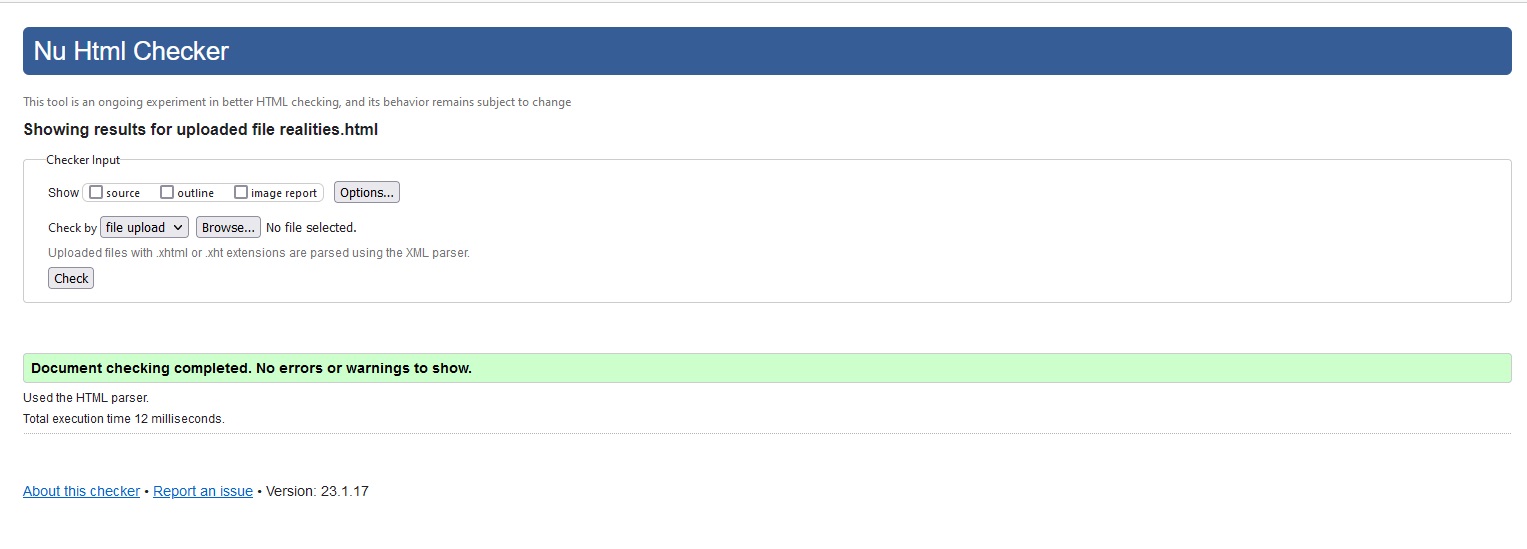 Nu Html Checker
This tool is an ongoing experiment in better HTML checking, and its behavior remains subject to change
Showing results for uploaded file realities.html
Checker Input
Show source outline image report Options...
Check by file upload Browse... No file selected.
Uploaded files with .xhtml or .xht extensions are parsed using the XML parser.
Check
Document checking completed. No errors or warnings to show.
Used the HTML parser.
Total execution time 12 milliseconds.
About this checker • Report an issue • Version: 23.1.17